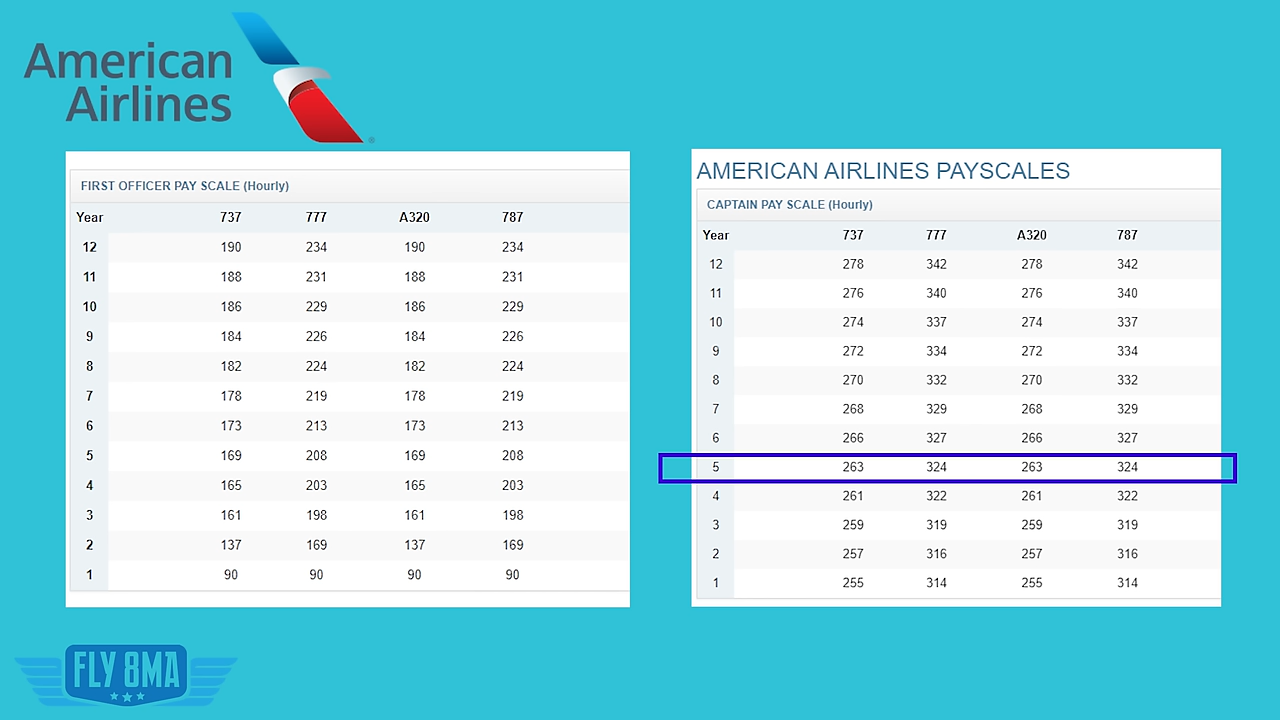 American
Airlines
FIRST OFFICER PAY SCALE (Hourly)
Year 737 777 A320 787
12 190 234 190 234
11 188 231 188 231
10 186 229 186 229
9 184 226 184 226
8 182 224 182 224
7 178 219 178 219
6 173 213 173 213
5 169 208 169 208
4 165 203 165 203
3 161 198 161 198
2 137 169 137 169
1 90 90 90 90
AMERICAN AIRLINES PAYSCALES
CAPTAIN PAY SCALE (Hourly)
Year 737 777 A320 787
12 278 342 278 342
11 276 340 276 340
10 274 337 274 337
9 272 334 272 334
8 270 332 270 332
7 268 329 268 329
6 266 327 266 327
5 263 324 263 324
4 261 322 261 322
3 259 319 259 319
2 257 316 257 316
1 255 314 255 314
FLY 8MA